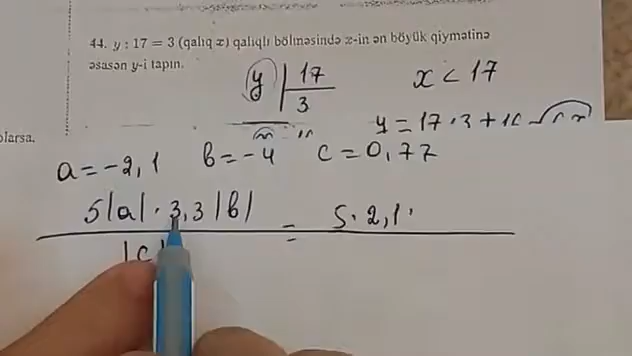 44. y : 17 = 3 (qalıq x) qalıqlı bölməsində x-in ən böyük qiymətinə
əsasən y-i tapın.
y | 17
3
x < 17
olarsa.
y = 17 · 3 + 16
a = -2,1 b = -4 c = 0,77
5|a| · 3,3|b|
= 5 · 2,1 ·
|c|